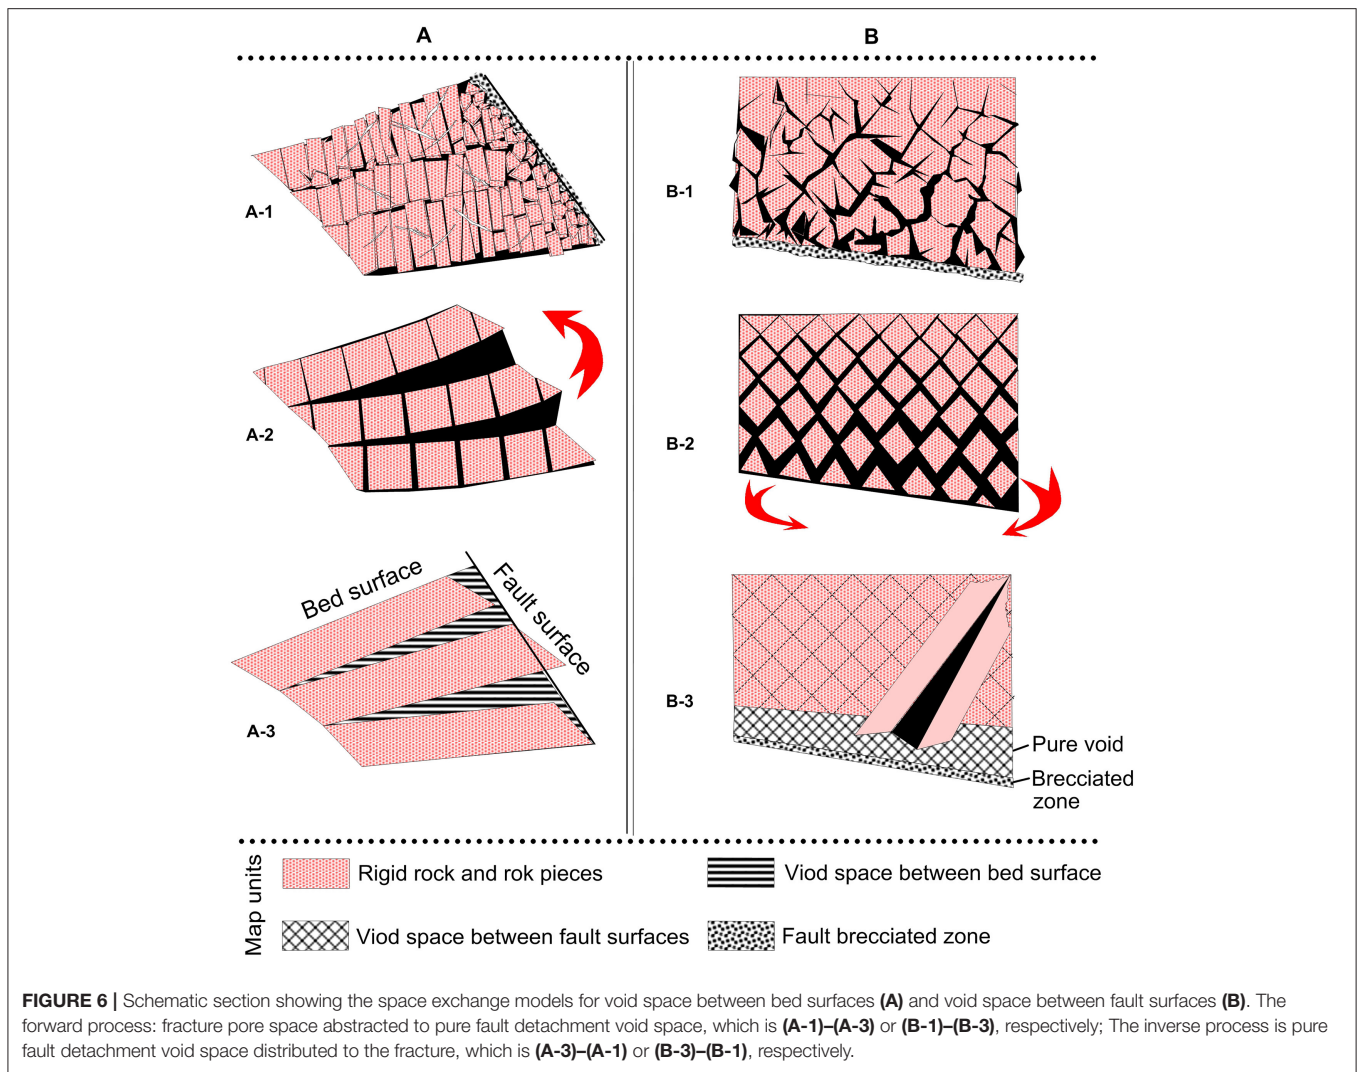 A
B
A-1
B-1
A-2
B-2
Bed surface
Fault surface
A-3
B-3
Pure void
Brecciated
zone
Map units
Rigid rock and rok pieces
Viod space between bed surface
Viod space between fault surfaces
Fault brecciated zone
FIGURE 6 | Schematic section showing the space exchange models for void space between bed surfaces (A) and void space between fault surfaces (B). The
forward process: fracture pore space abstracted to pure fault detachment void space, which is (A-1)–(A-3) or (B-1)–(B-3), respectively; The inverse process is pure
fault detachment void space distributed to the fracture, which is (A-3)–(A-1) or (B-3)–(B-1), respectively.